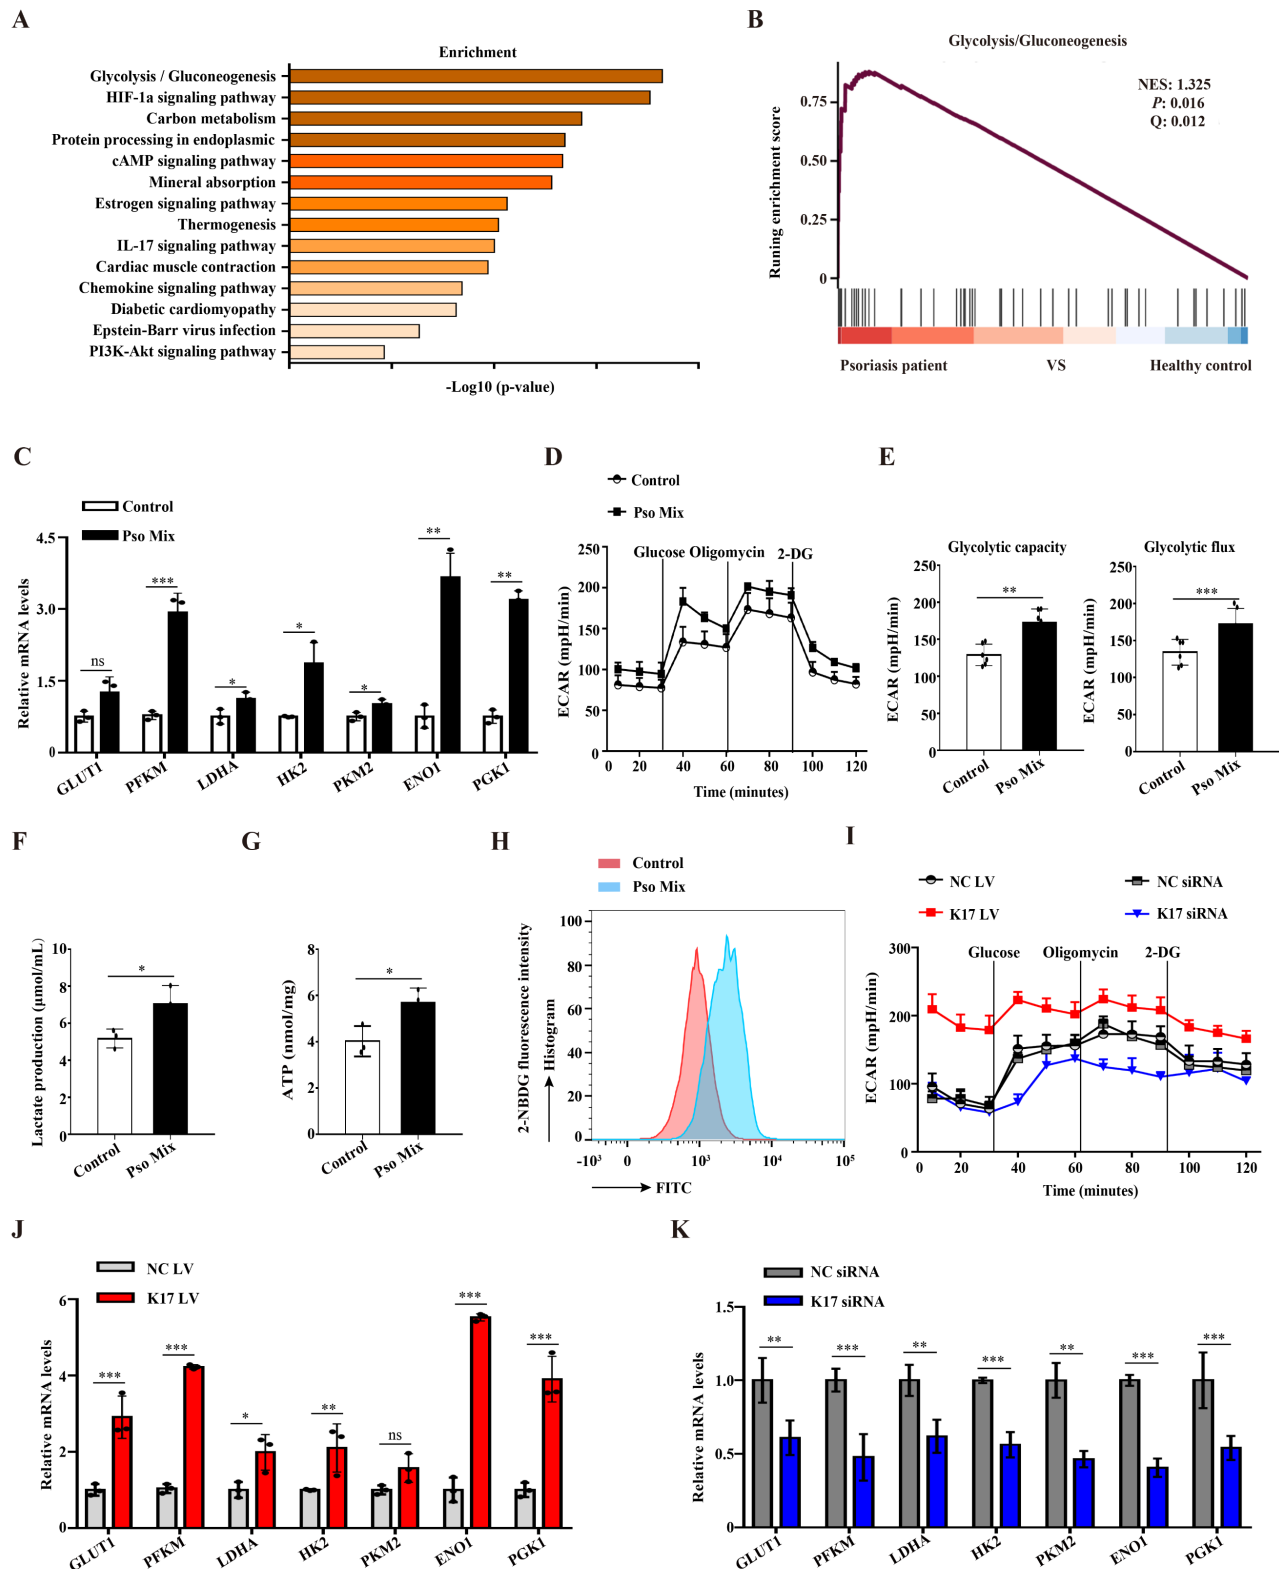 A
Enrichment
Glycolysis / Gluconeogenesis
HIF-1a signaling pathway
Carbon metabolism
Protein processing in endoplasmic
cAMP signaling pathway
Mineral absorption
Estrogen signaling pathway
Thermogenesis
IL-17 signaling pathway
Cardiac muscle contraction
Chemokine signaling pathway
Diabetic cardiomyopathy
Epstein-Barr virus infection
PI3K-Akt signaling pathway
-Log10 (p-value)
B
Glycolysis/Gluconeogenesis
NES: 1.325
P: 0.016
Q: 0.012
Runing enrichment score
0.75
0.50
0.25
0
Psoriasis patient VS Healthy control
C
Control
Pso Mix
Relative mRNA levels
4.5
3.0
1.5
0
ns
***
*
*
*
**
**
GLUT1 PFKM LDHA HK2 PKM2 ENO1 PGK1
D
Control
Pso Mix
Glucose Oligomycin 2-DG
ECAR (mpH/min)
250
200
150
100
50
0
0 20 40 60 80 100 120
Time (minutes)
E
Glycolytic capacity
ECAR (mpH/min)
250
200
150
100
50
0
**
Control Pso Mix
Glycolytic flux
ECAR (mpH/min)
250
200
150
100
50
0
***
Control Pso Mix
F
Lactate production (μmol/mL)
10
8
6
4
2
0
*
Control Pso Mix
G
ATP (nmol/mg)
8
6
4
2
0
*
Control Pso Mix
H
Control
Pso Mix
2-NBDG fluorescence intensity
Histogram
100
80
60
40
20
0
-10³ 0 10³ 10⁴ 10⁵
FITC
I
NC LV
K17 LV
NC siRNA
K17 siRNA
Glucose Oligomycin 2-DG
ECAR (mpH/min)
300
200
100
0
0 20 40 60 80 100 120
Time (minutes)
J
NC LV
K17 LV
Relative mRNA levels
6
4
2
0
***
***
*
**
ns
***
***
GLUT1 PFKM LDHA HK2 PKM2 ENO1 PGK1
K
NC siRNA
K17 siRNA
Relative mRNA levels
1.5
1.0
0.5
0
**
***
**
***
**
***
***
GLUT1 PFKM LDHA HK2 PKM2 ENO1 PGK1